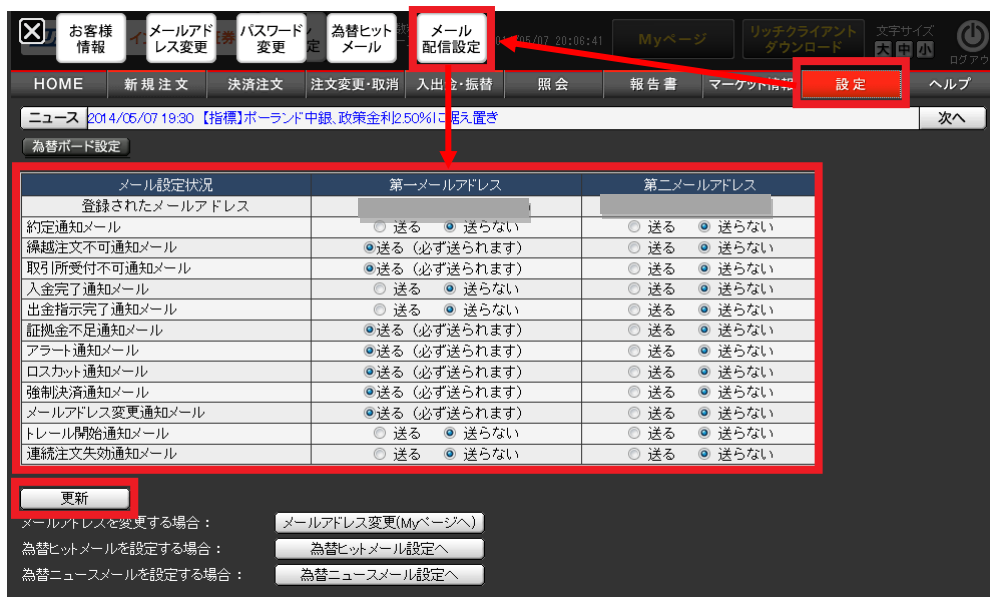 お客様
情報
メールアド
レス変更
パスワード
変更
為替ヒット
メール
メール
配信設定
05/07 20:06:41
Myページ
リッチクライアント
ダウンロード
文字サイズ
大 中 小
ログアウ
HOME 新規注文 決済注文 注文変更・取消 入出金・振替 照会 報告書 マーケット情報 設定 ヘルプ
ニュース 2014/05/07 19:30 【指標】ポーランド中銀、政策金利2.50%に据え置き 次へ
為替ボード設定
メール設定状況 第一メールアドレス 第二メールアドレス
登録されたメールアドレス
約定通知メール 送る 送らない 送る 送らない
繰越注文不可通知メール 送る (必ず送られます) 送る 送らない
取引所受付不可通知メール 送る (必ず送られます) 送る 送らない
入金完了通知メール 送る 送らない 送る 送らない
出金指示完了通知メール 送る 送らない 送る 送らない
証拠金不足通知メール 送る (必ず送られます) 送る 送らない
アラート通知メール 送る (必ず送られます) 送る 送らない
ロスカット通知メール 送る (必ず送られます) 送る 送らない
強制決済通知メール 送る (必ず送られます) 送る 送らない
メールアドレス変更通知メール 送る (必ず送られます) 送る 送らない
トレール開始通知メール 送る 送らない 送る 送らない
連続注文失効通知メール 送る 送らない 送る 送らない
更新
メールアドレスを変更する場合： メールアドレス変更(Myページへ)
為替ヒットメールを設定する場合： 為替ヒットメール設定へ
為替ニュースメールを設定する場合： 為替ニュースメール設定へ